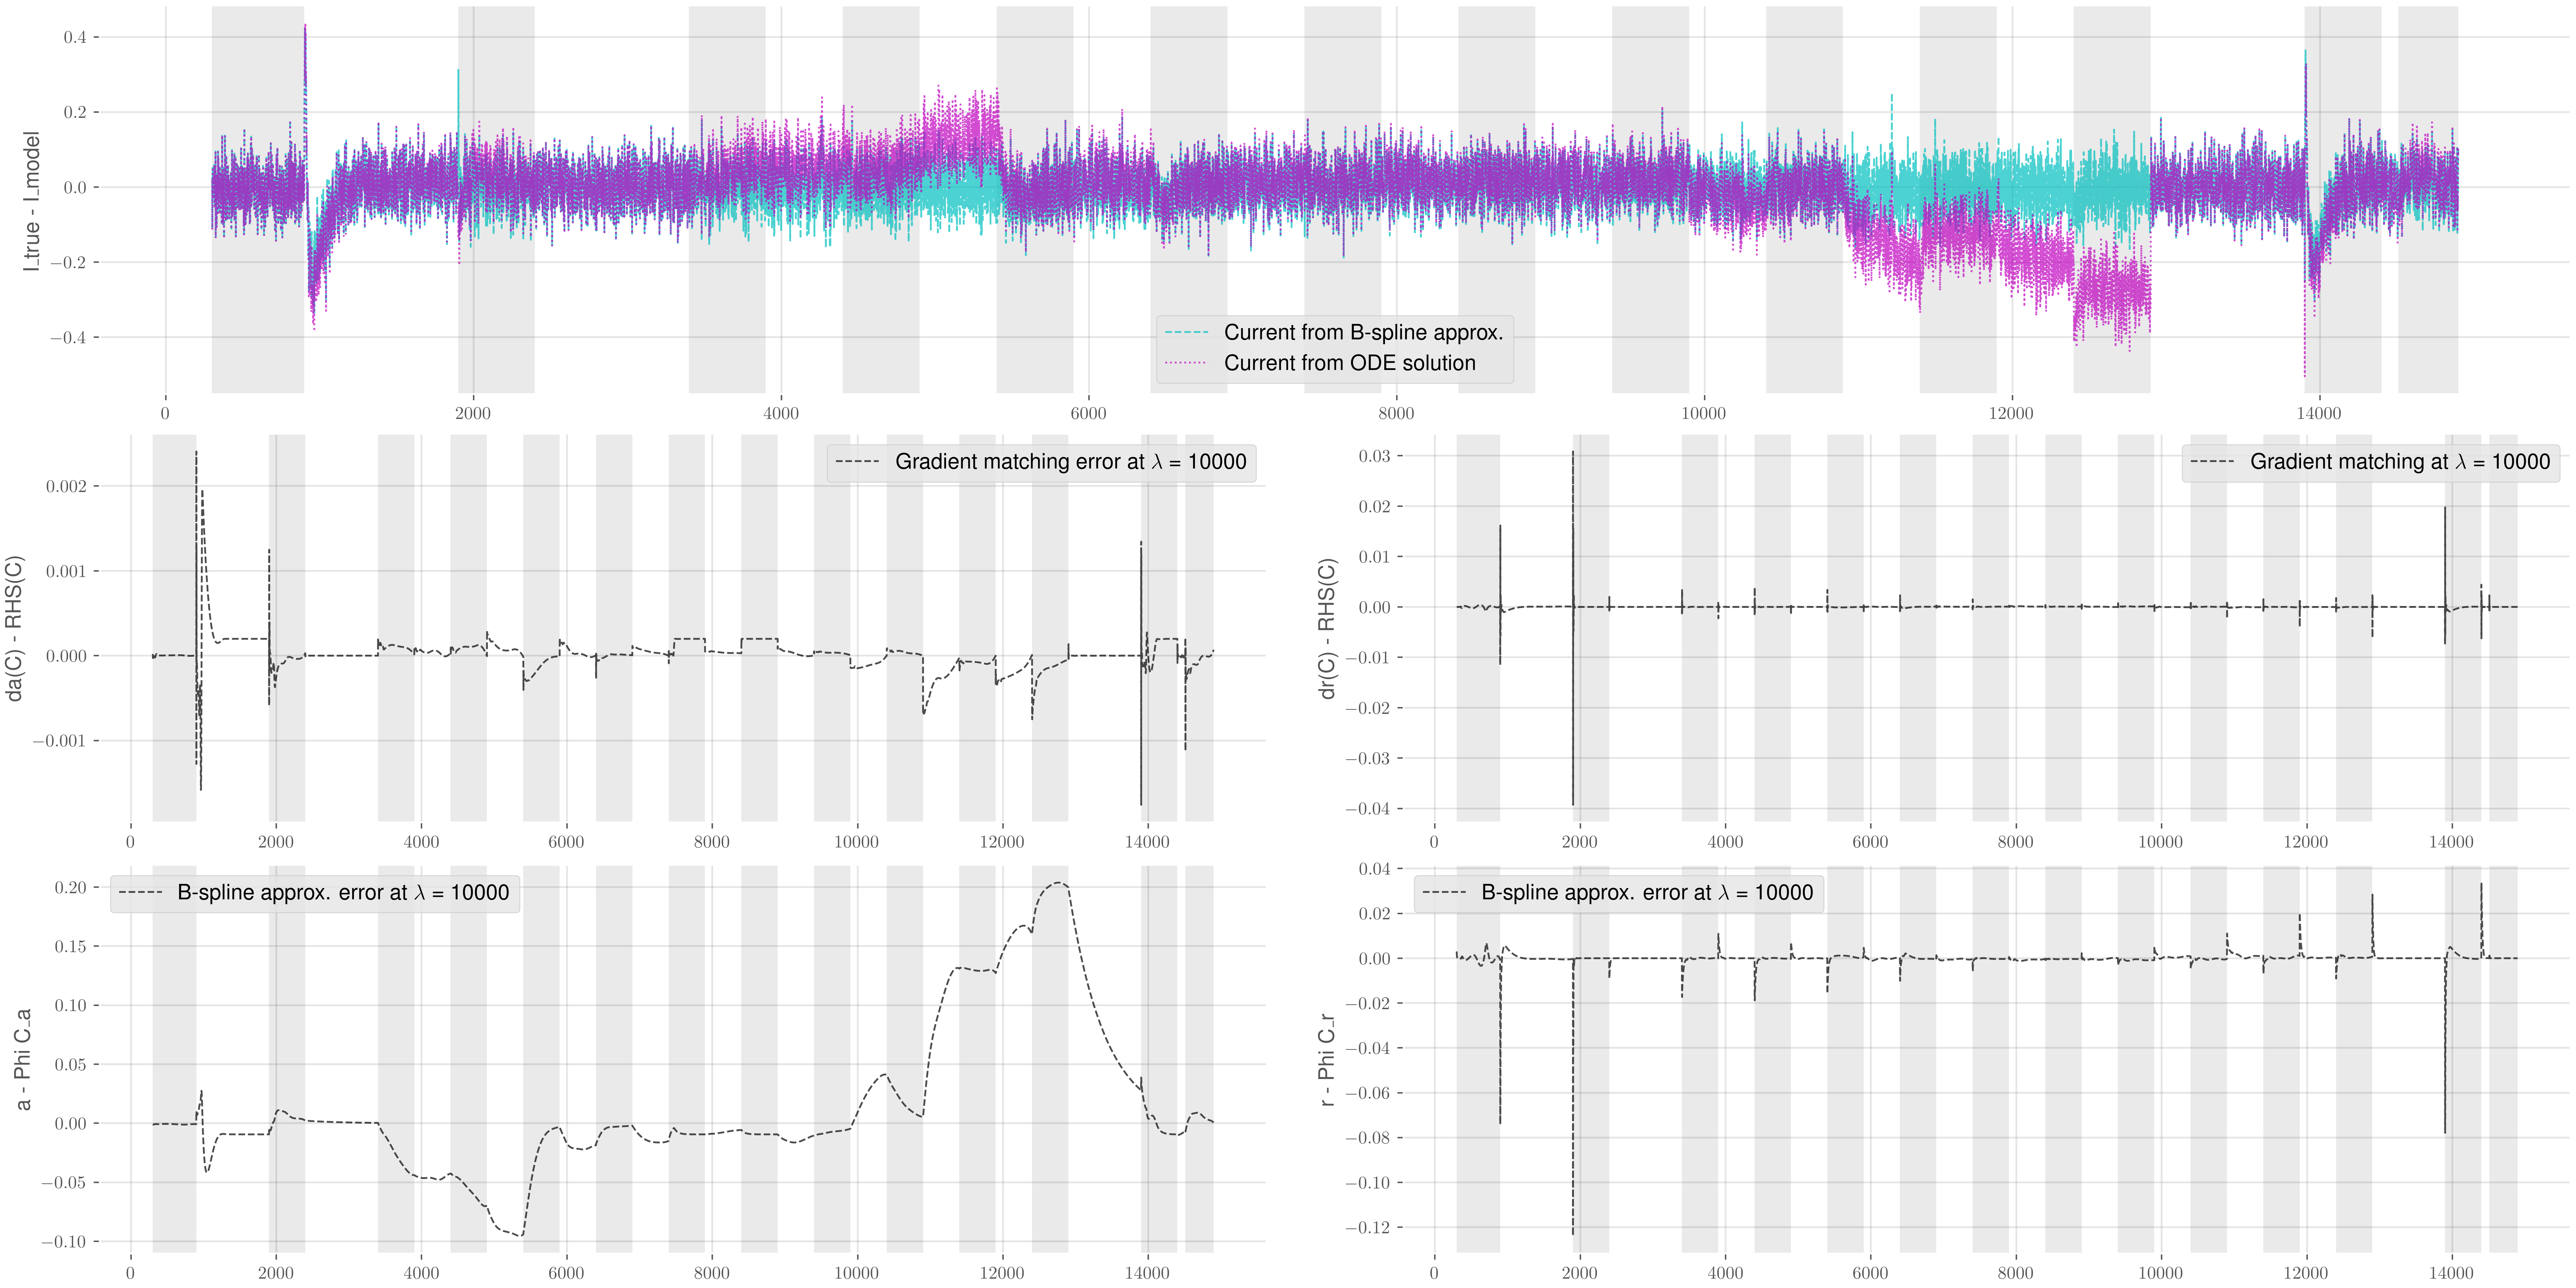 0.4
0.2
0.0
−0.2
−0.4
I_true - I_model
Current from B-spline approx.
Current from ODE solution
0 2000 4000 6000 8000 10000 12000 14000
0.002
0.001
0.000
−0.001
da(C) - RHS(C)
Gradient matching error at λ = 10000
0 2000 4000 6000 8000 10000 12000 14000
0.03
0.02
0.01
0.00
−0.01
−0.02
−0.03
−0.04
dr(C) - RHS(C)
Gradient matching at λ = 10000
0 2000 4000 6000 8000 10000 12000 14000
0.20
0.15
0.10
0.05
0.00
−0.05
−0.10
a - Phi C_a
B-spline approx. error at λ = 10000
0 2000 4000 6000 8000 10000 12000 14000
0.04
0.02
0.00
−0.02
−0.04
−0.06
−0.08
−0.10
−0.12
r - Phi C_r
B-spline approx. error at λ = 10000
0 2000 4000 6000 8000 10000 12000 14000